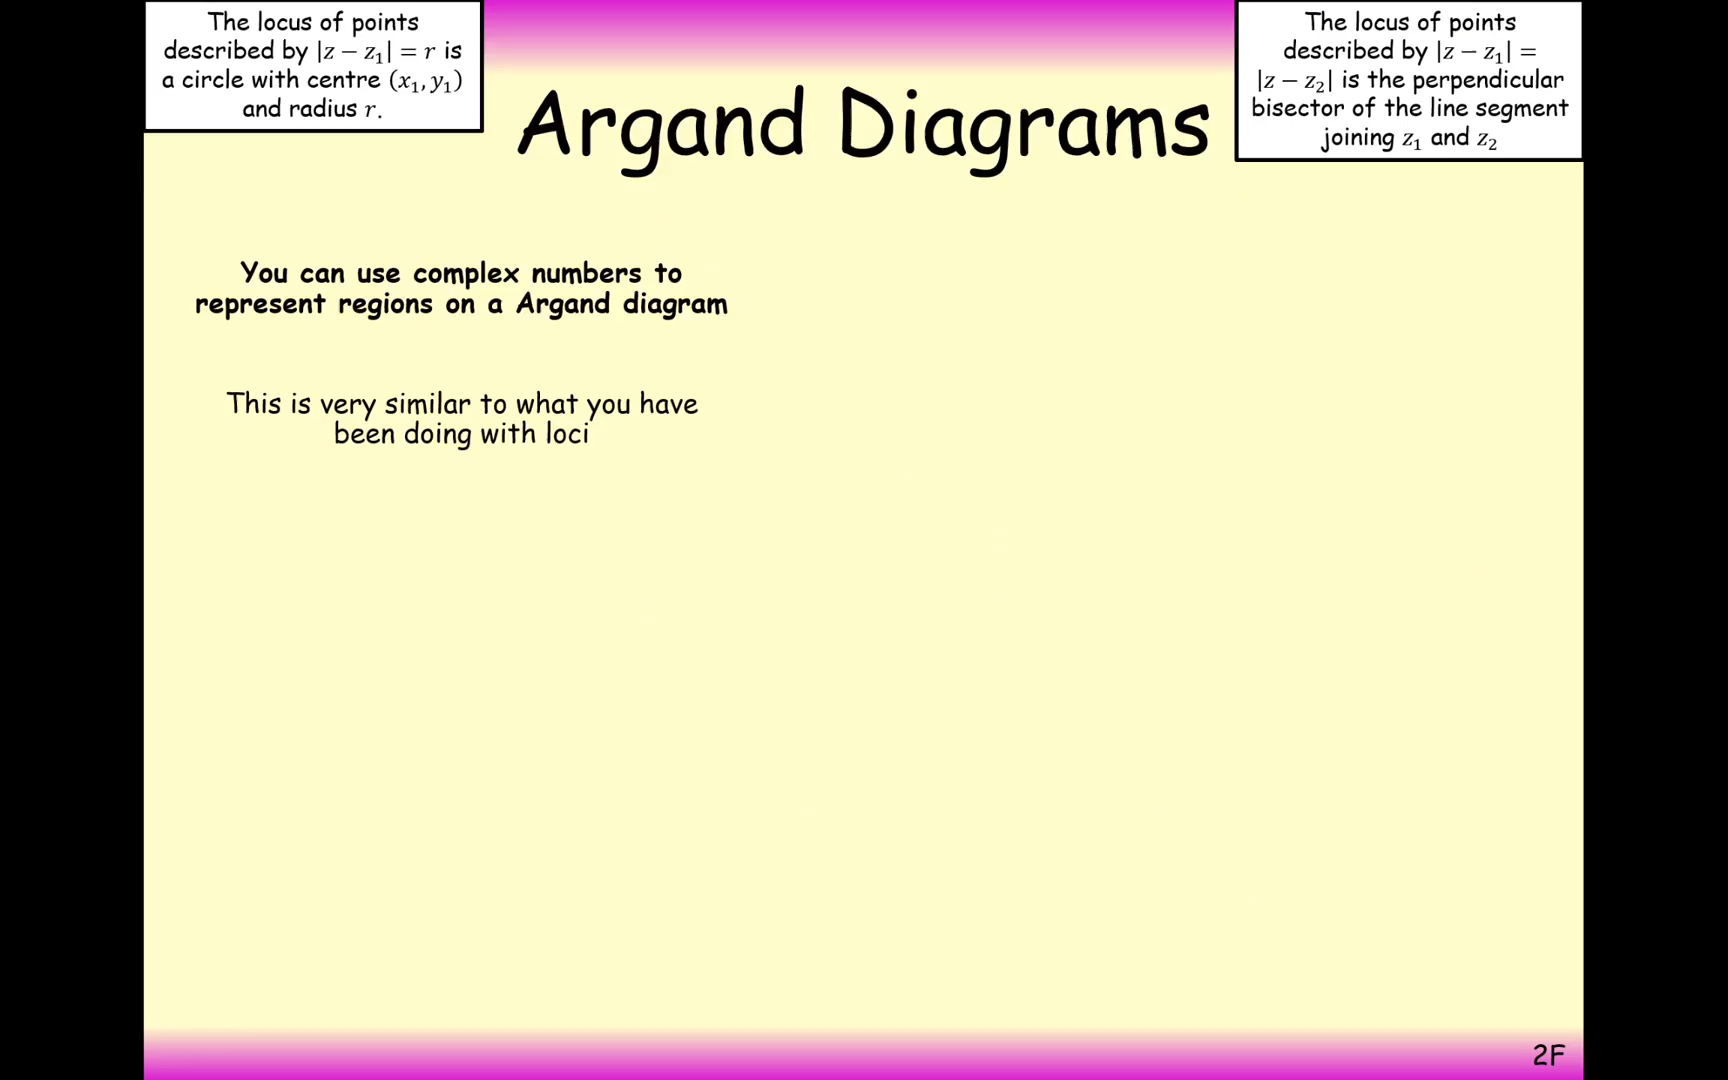 The locus of points
described by |z − z₁| = r is
a circle with centre (x₁, y₁)
and radius r.
The locus of points
described by |z − z₁| =
|z − z₂| is the perpendicular
bisector of the line segment
joining z₁ and z₂
Argand Diagrams
You can use complex numbers to
represent regions on a Argand diagram
This is very similar to what you have
been doing with loci
2F